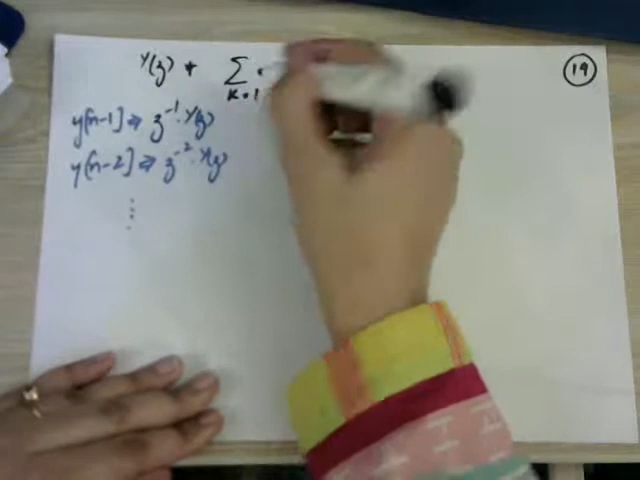 Y(z) + ∑ K=1
19
y[n-1] ⇒ z^-1 . Y(z)
y[n-2] ⇒ z^-2 . Y(z)
⋮